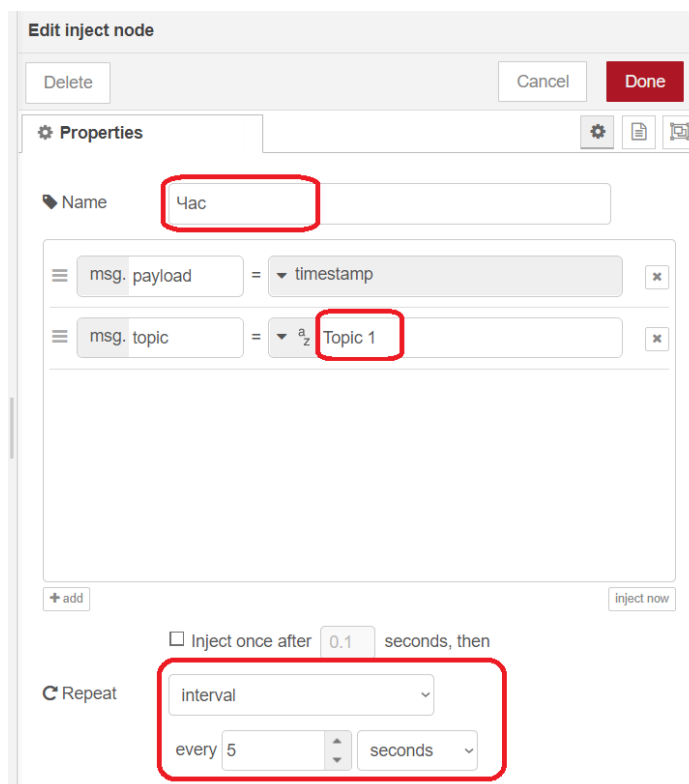 Edit inject node
Delete Cancel Done
Properties
Name Час
msg. payload = timestamp
msg. topic = a z Topic 1
+ add inject now
Inject once after 0.1 seconds, then
Repeat interval
every 5 seconds